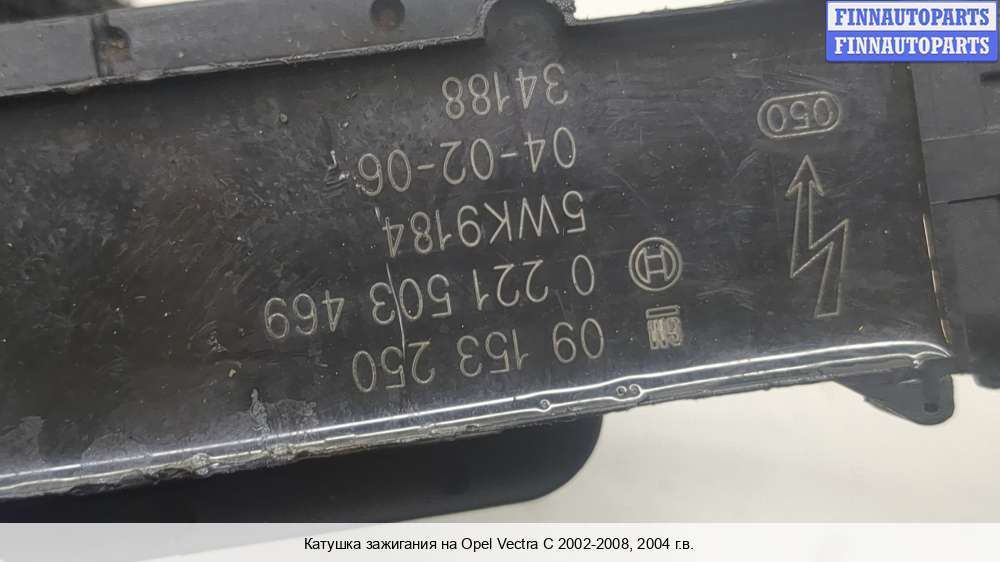 FINNAUTOPARTS
FINNAUTOPARTS
GM 09 153 250
0 221 503 469
5WK9184
04-02-06
34188
050
Катушка зажигания на Opel Vectra C 2002-2008, 2004 г.в.